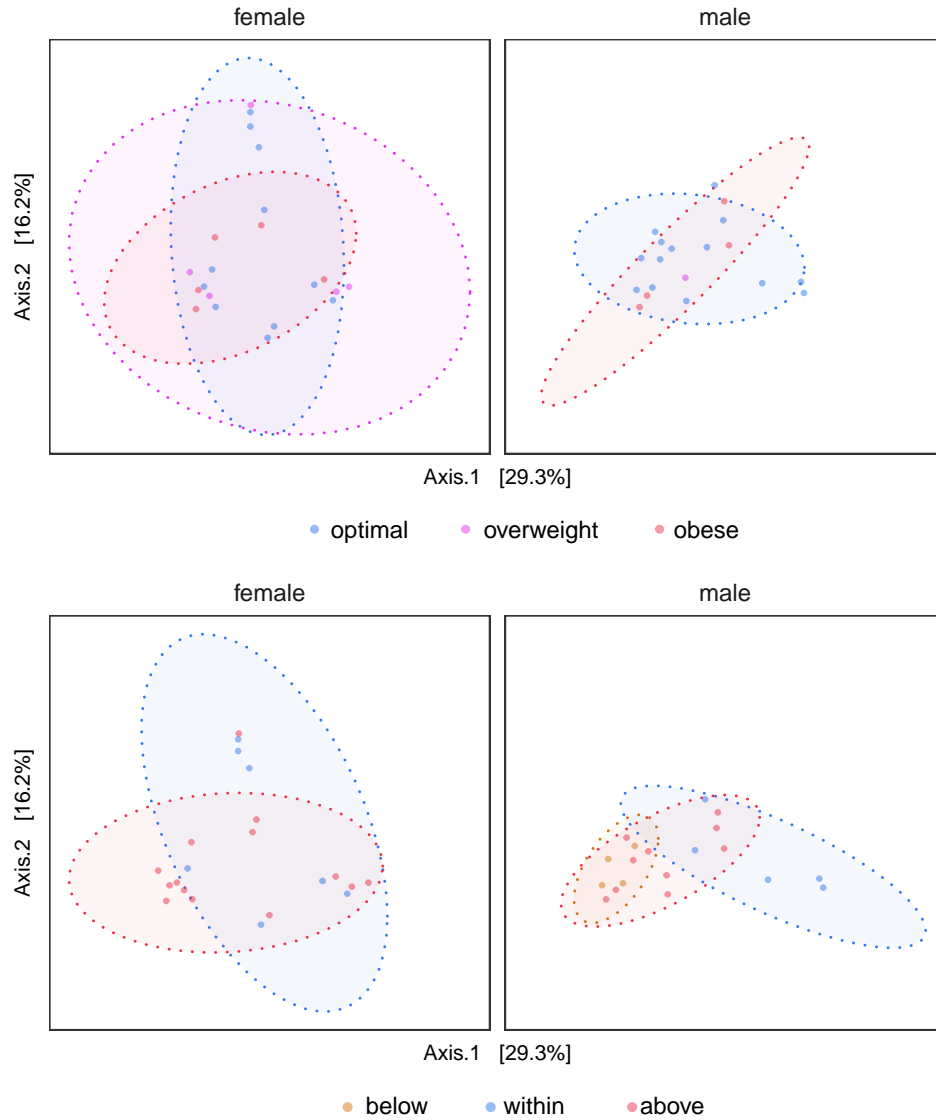 female male
Axis.2 [16.2%]
Axis.1 [29.3%]
optimal overweight obese
female male
Axis.2 [16.2%]
Axis.1 [29.3%]
below within above